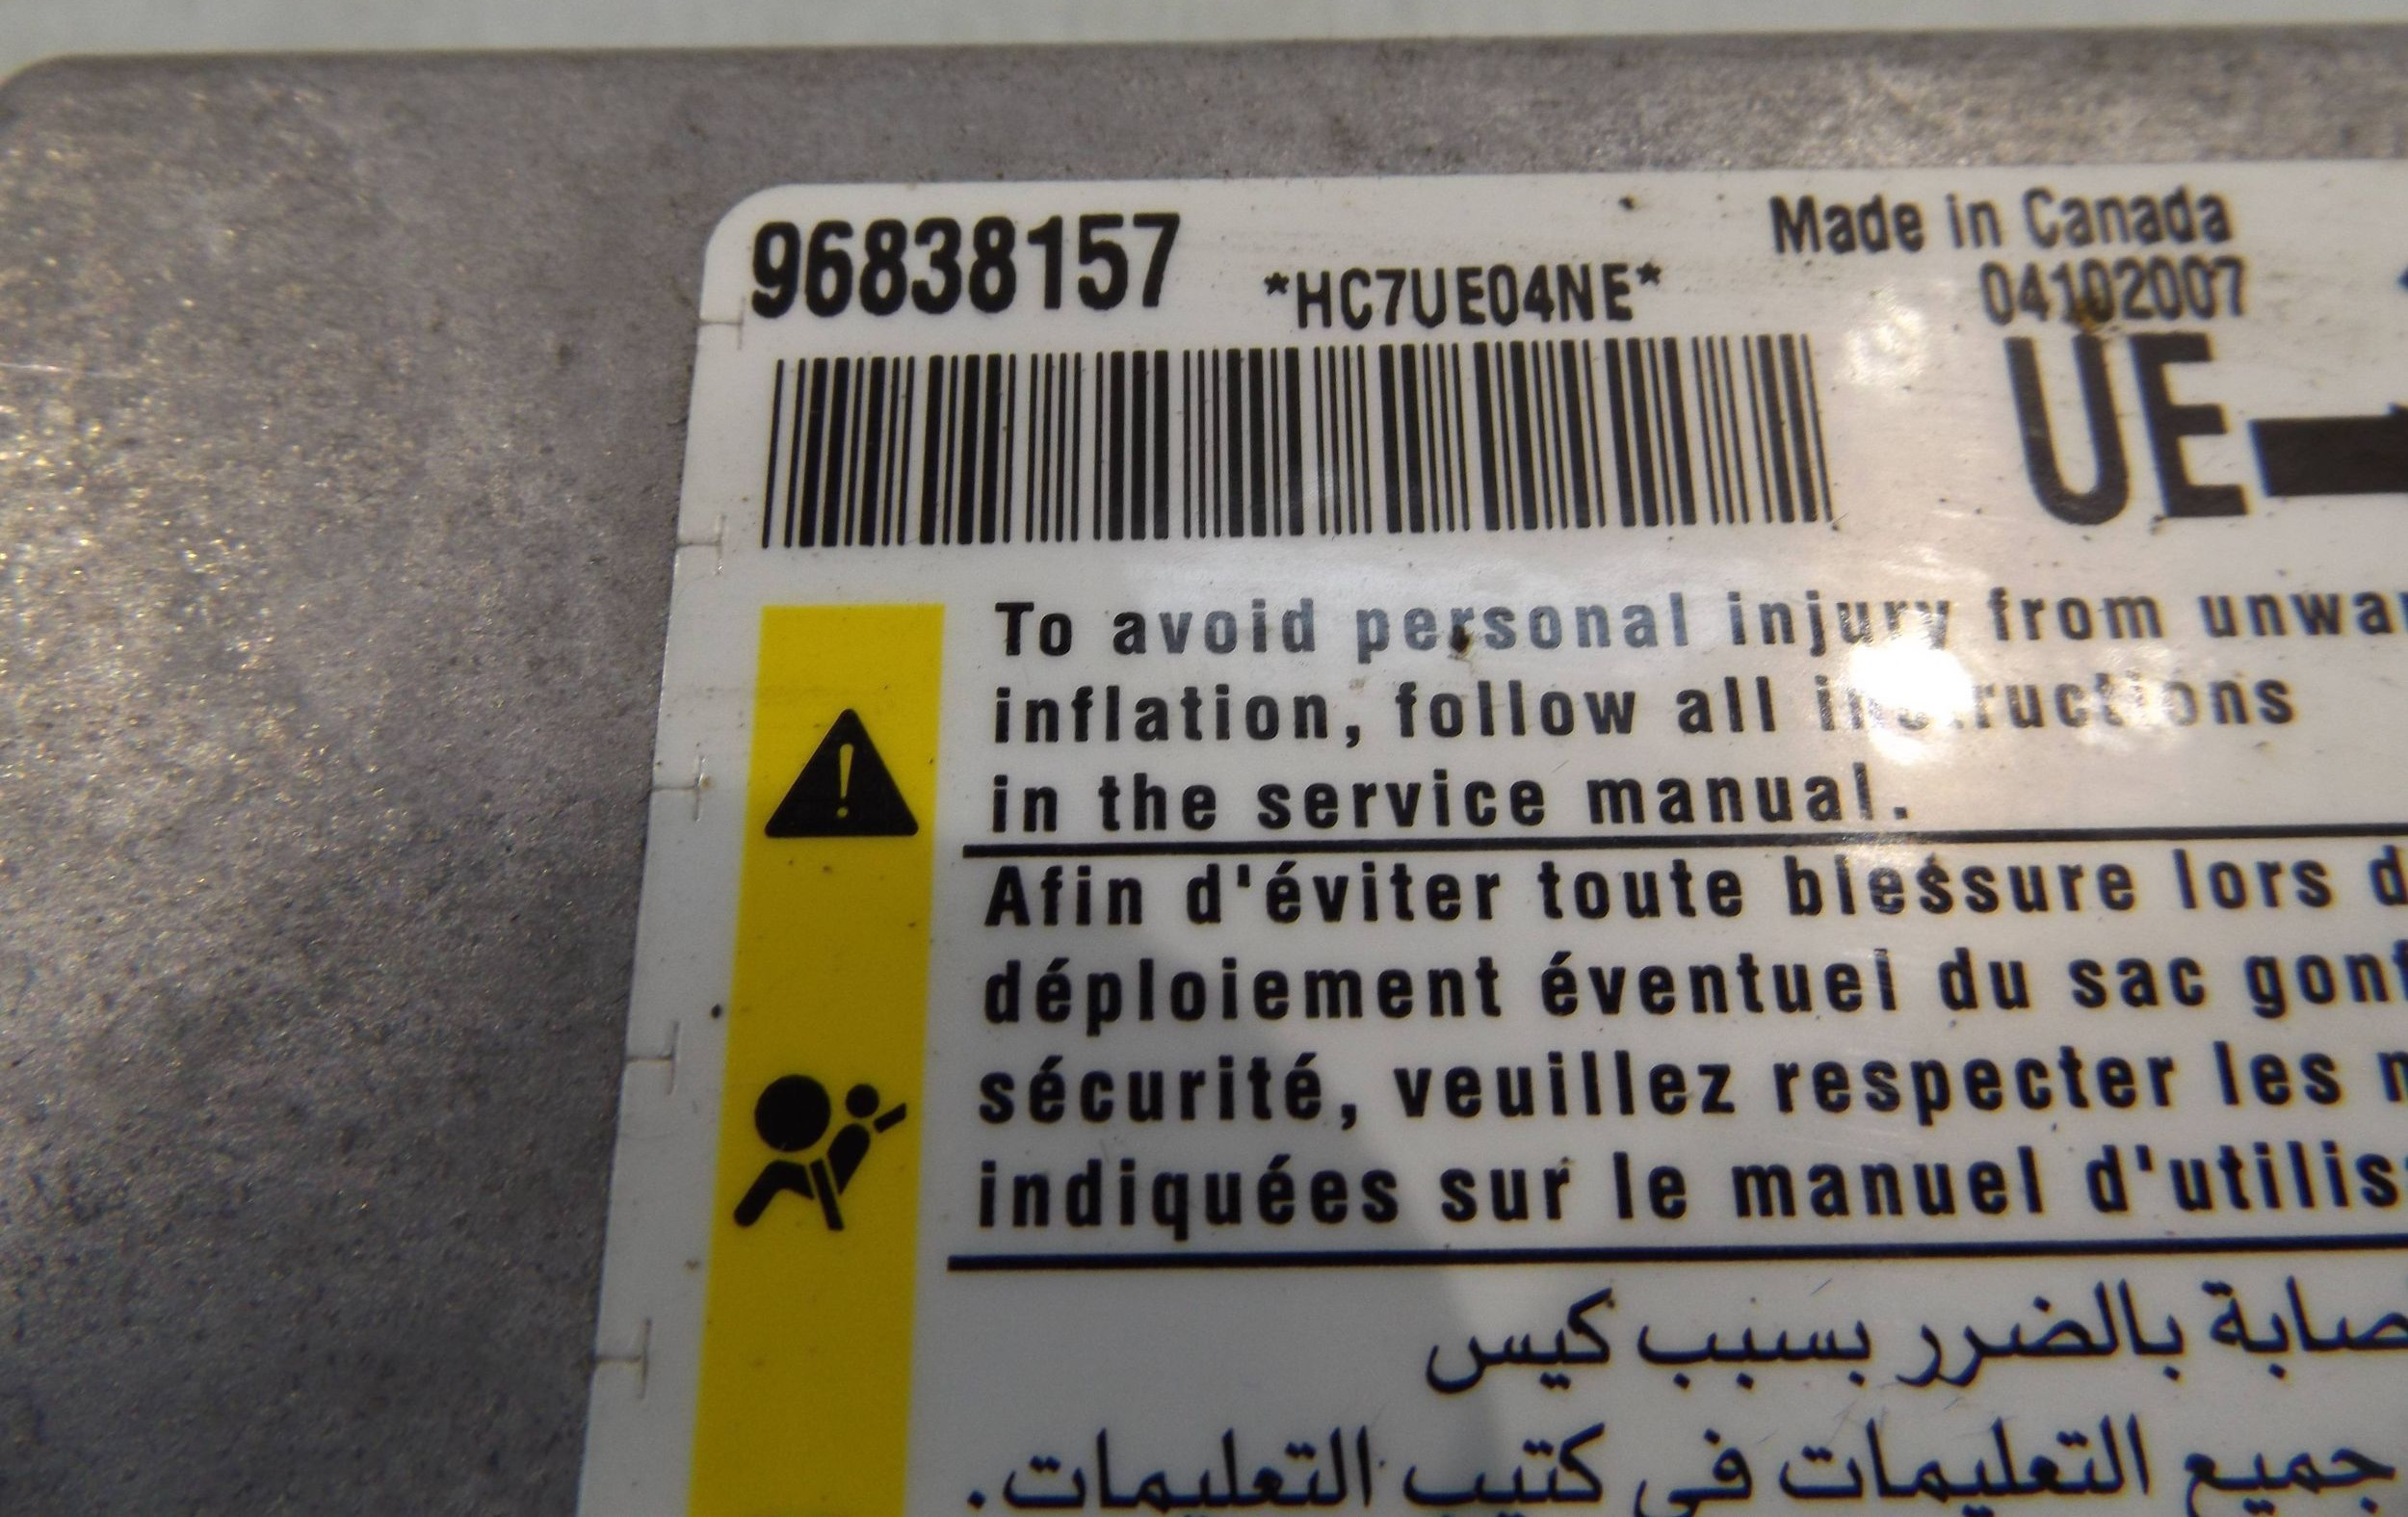 96838157 *HC7UE04NE* Made in Canada
04102007
UE
To avoid personal injury from
inflation, follow all instructions
in the service manual.
Afin d'éviter toute blessure lors
déploiement éventuel du sac
sécurité, veuillez respecter les
indiquées sur le manuel
بالضرر بسبب كيس
جميع التعليمات في كتيب التعليمات.